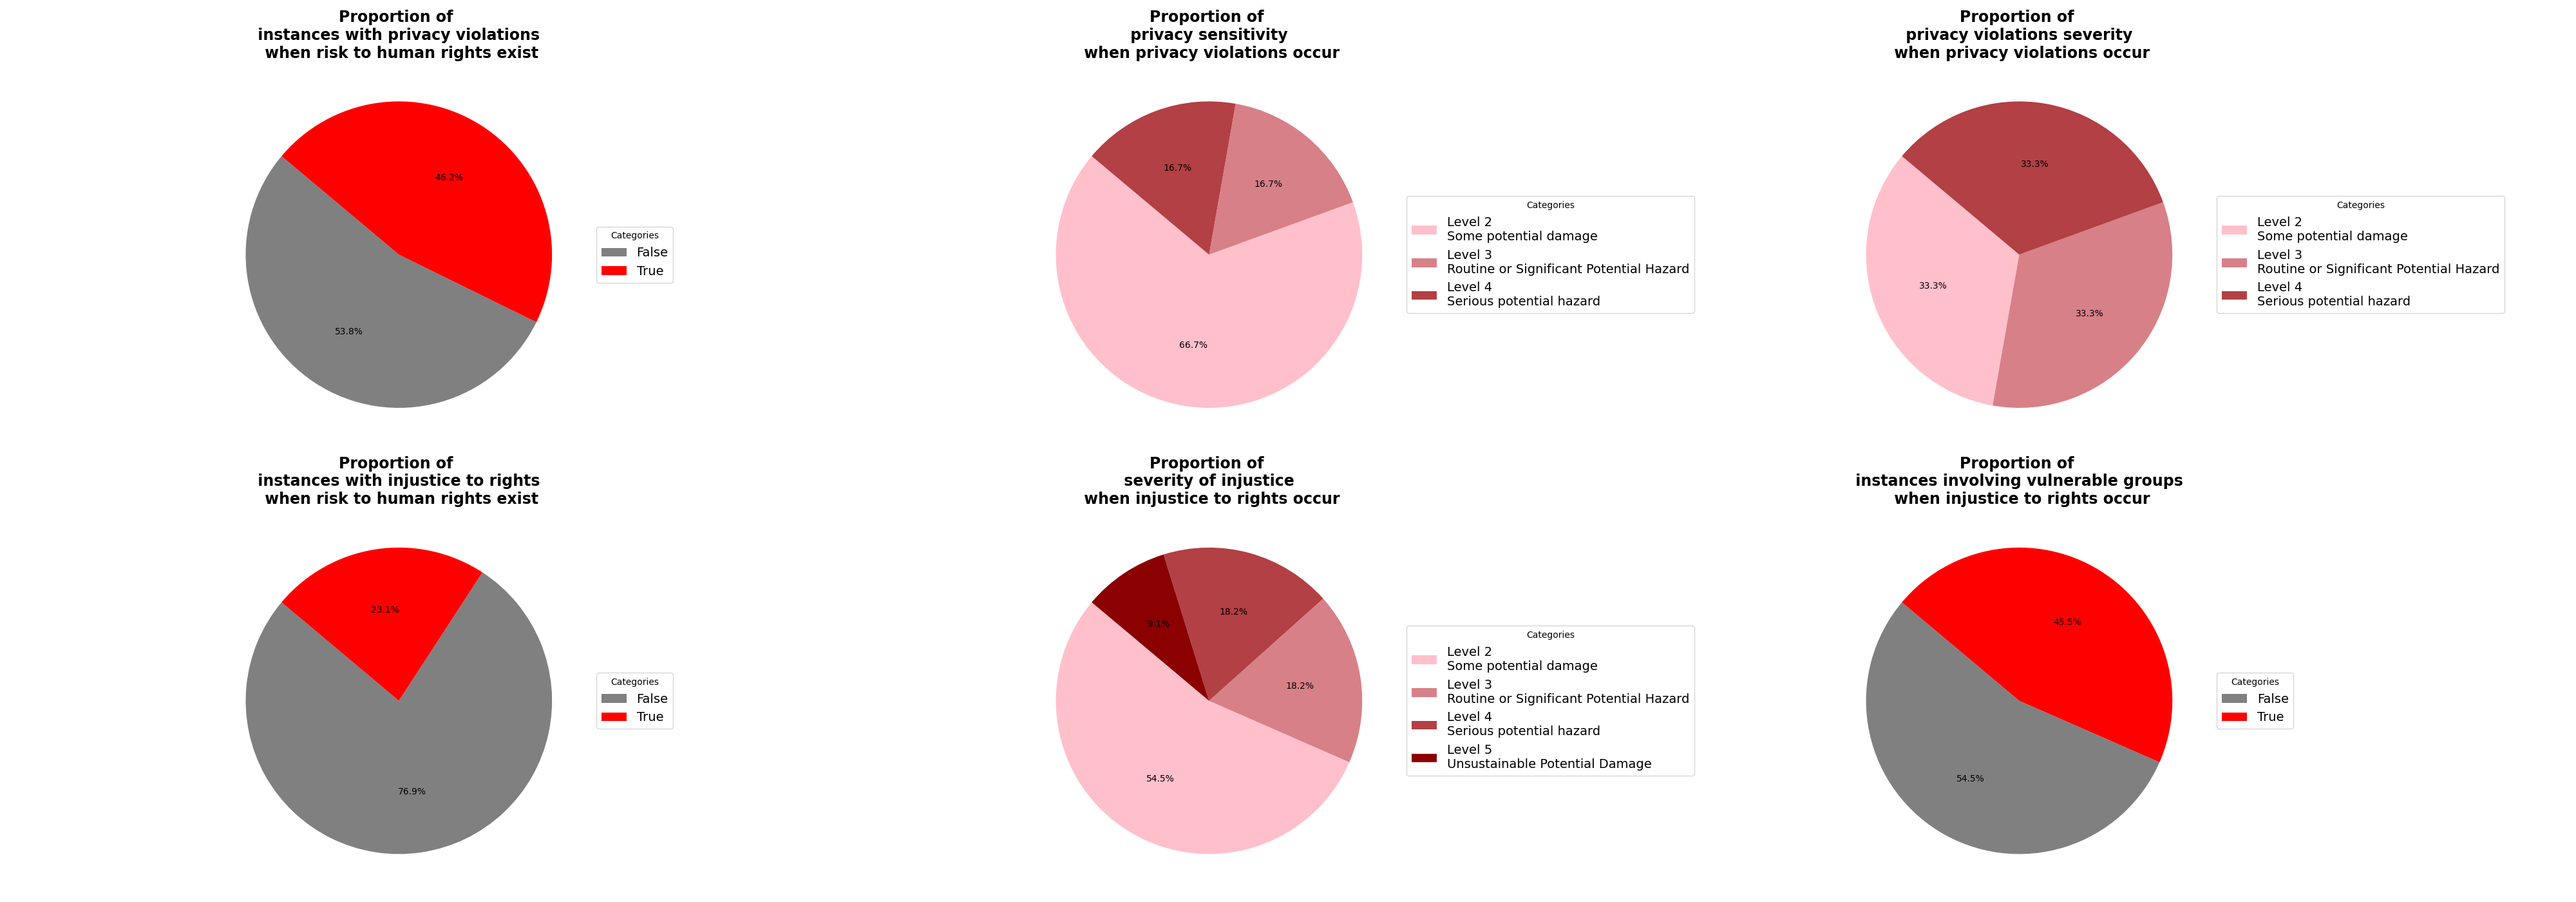 Proportion of
instances with privacy violations
when risk to human rights exist
46.2%
53.8%
Categories
False
True
Proportion of
privacy sensitivity
when privacy violations occur
16.7%
16.7%
66.7%
Categories
Level 2
Some potential damage
Level 3
Routine or Significant Potential Hazard
Level 4
Serious potential hazard
Proportion of
privacy violations severity
when privacy violations occur
33.3%
33.3%
33.3%
Categories
Level 2
Some potential damage
Level 3
Routine or Significant Potential Hazard
Level 4
Serious potential hazard
Proportion of
instances with injustice to rights
when risk to human rights exist
23.1%
76.9%
Categories
False
True
Proportion of
severity of injustice
when injustice to rights occur
9.1%
18.2%
18.2%
54.5%
Categories
Level 2
Some potential damage
Level 3
Routine or Significant Potential Hazard
Level 4
Serious potential hazard
Level 5
Unsustainable Potential Damage
Proportion of
instances involving vulnerable groups
when injustice to rights occur
45.5%
54.5%
Categories
False
True